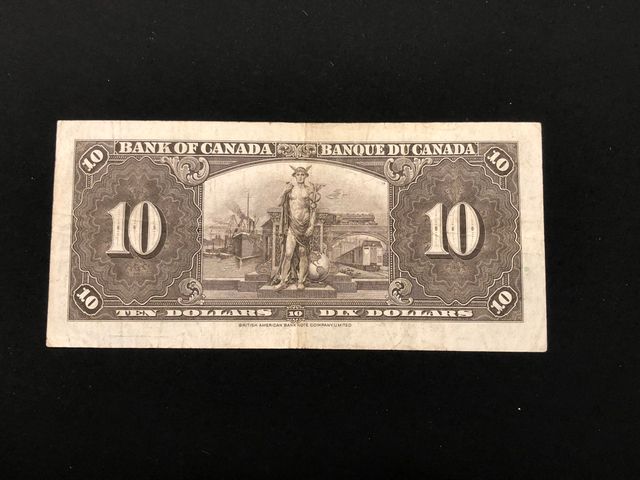 BANK OF CANADA BANQUE DU CANADA
10 10
10 10
10 10
TEN DOLLARS 10 DIX DOLLARS
BRITISH AMERICAN BANK NOTE COMPANY, LIMITED